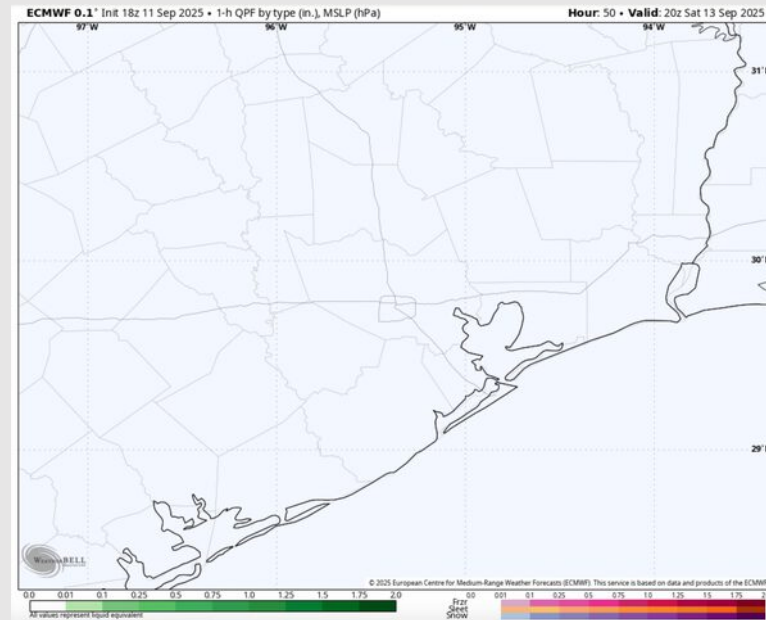 ECMWF 0.1° Init 18z 11 Sep 2025 • 1-h QPF by type (in.), MSLP (hPa) Hour: 50 • Valid: 20z Sat 13 Sep 2025
97°W 96°W 95°W 94°W
31°
30°
29°
WeatherBELL
© 2025 European Centre for Medium-Range Weather Forecasts (ECMWF). This service is based on data and products of the ECMWF
0.0 0.01 0.1 0.25 0.5 0.75 1.0 1.25 1.5 1.75 2.0
0.0 0.01 0.1 0.25 0.5 0.75 1.0 1.25 1.5 1.75 2
All values represent liquid equivalent
Frzr
Sleet
Snow